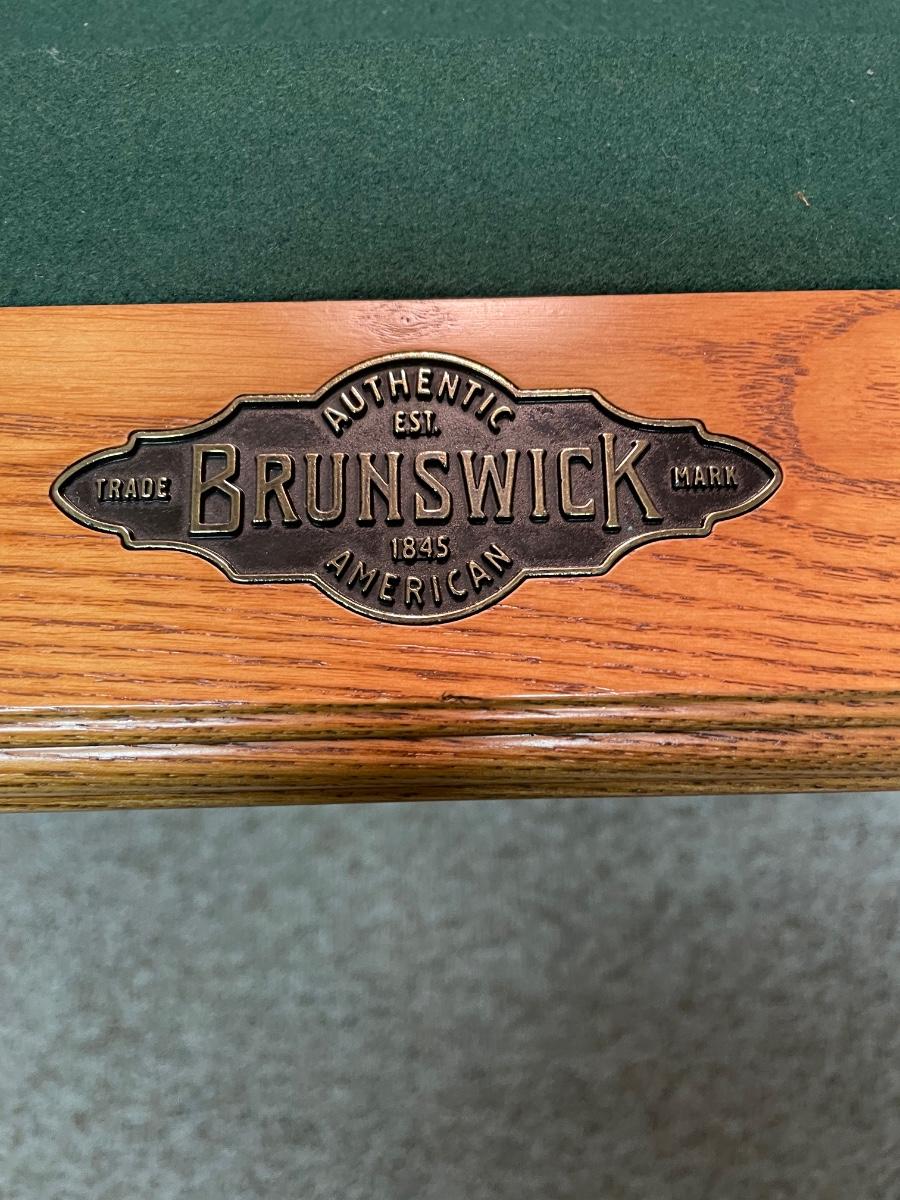 AUTHENTIC
EST.
TRADE BRUNSWICK MARK
1845
AMERICAN